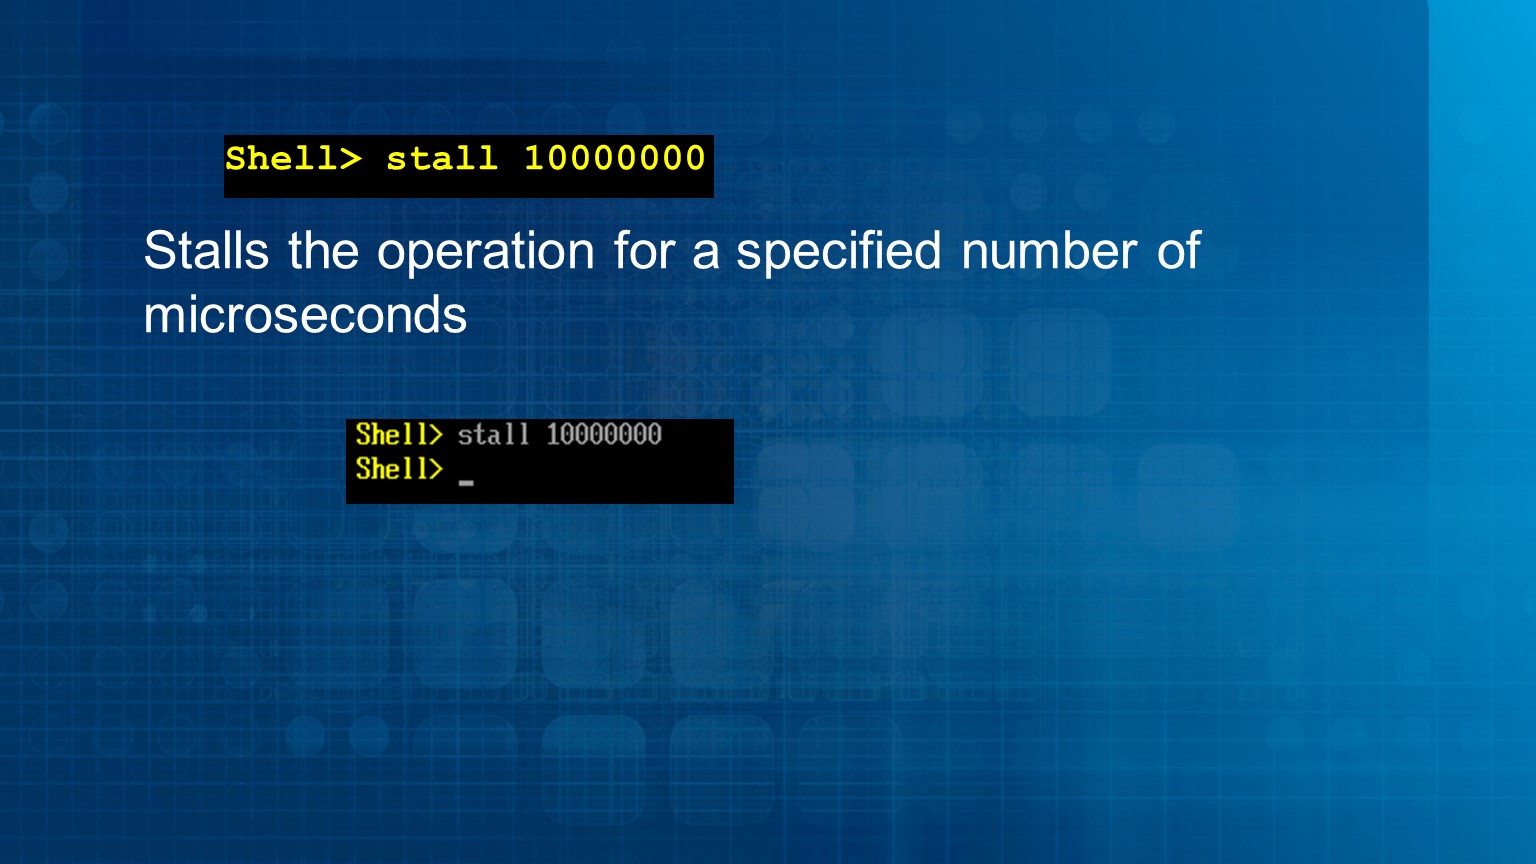 Shell> stall 10000000
Stalls the operation for a specified number of
microseconds
Shell> stall 10000000
Shell> _